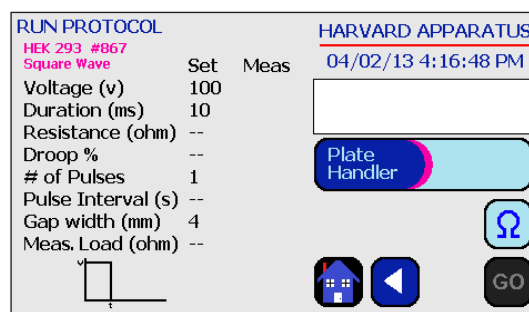 RUN PROTOCOL
HEK 293 #867
Square Wave
Set Meas
Voltage (v) 100
Duration (ms) 10
Resistance (ohm) --
Droop % --
# of Pulses 1
Pulse Interval (s) --
Gap width (mm) 4
Meas. Load (ohm) --
v
t
HARVARD APPARATUS
04/02/13 4:16:48 PM
Plate
Handler
Ω
GO